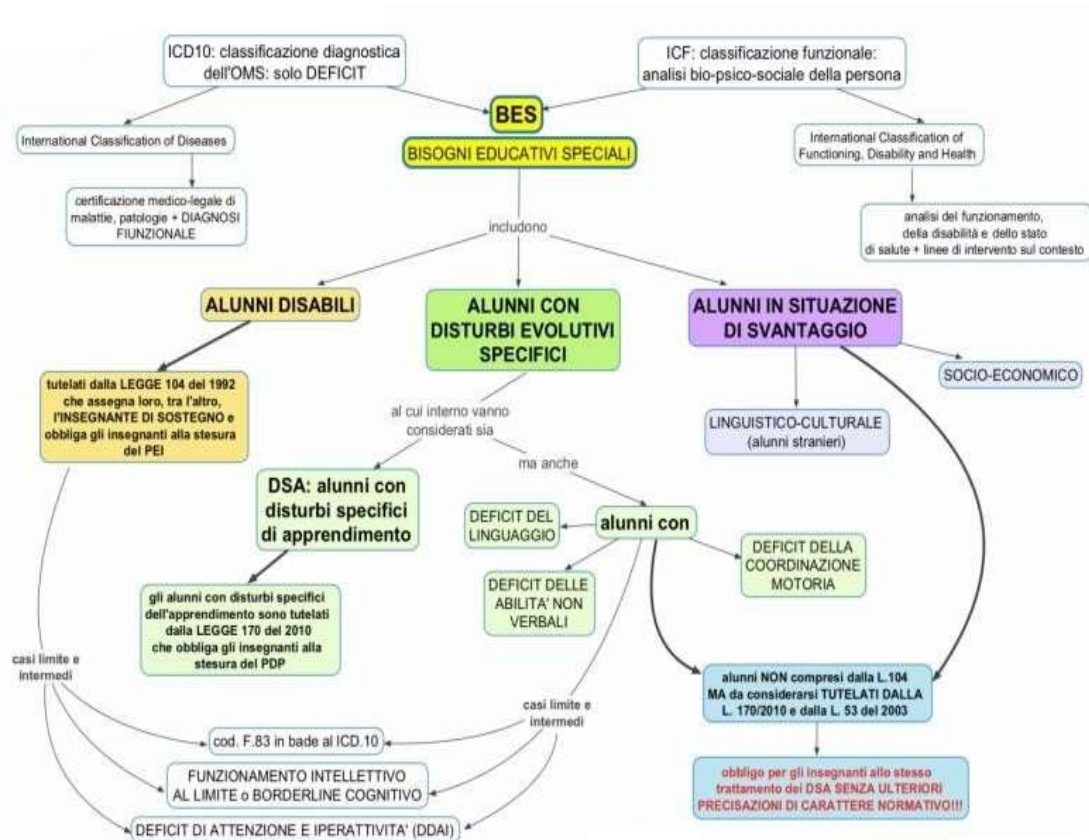 ICD10: classificazione diagnostica
dell'OMS: solo DEFICIT
ICF: classificazione funzionale:
analisi bio-psico-sociale della persona
BES
BISOGNI EDUCATIVI SPECIALI
International Classification of Diseases
International Classification of
Functioning, Disability and Health
certificazione medico-legale di
malattie, patologie + DIAGNOSI
FIUNZIONALE
analisi del funzionamento,
della disabilità e dello stato
di salute + linee di intervento sul contesto
includono
ALUNNI DISABILI
ALUNNI CON
DISTURBI EVOLUTIVI
SPECIFICI
ALUNNI IN SITUAZIONE
DI SVANTAGGIO
tutelati dalla LEGGE 104 del 1992
che assegna loro, tra l'altro,
l'INSEGNANTE DI SOSTEGNO e
obbliga gli insegnanti alla stesura
del PEI
SOCIO-ECONOMICO
LINGUISTICO-CULTURALE
(alunni stranieri)
al cui interno vanno
considerati sia
ma anche
DSA: alunni con
disturbi specifici
di apprendimento
alunni con
DEFICIT DEL
LINGUAGGIO
DEFICIT DELLE
ABILITA' NON
VERBALI
DEFICIT DELLA
COORDINAZIONE
MOTORIA
gli alunni con disturbi specifici
dell'apprendimento sono tutelati
dalla LEGGE 170 del 2010
che obbliga gli insegnanti alla
stesura del PDP
casi limite e
intermedi
casi limite e
intermedi
alunni NON compresi dalla L.104
MA da considerarsi TUTELATI DALLA
L. 170/2010 e dalla L. 53 del 2003
cod. F.83 in bade al ICD.10
FUNZIONAMENTO INTELLETTIVO
AL LIMITE o BORDERLINE COGNITIVO
DEFICIT DI ATTENZIONE E IPERATTIVITA' (DDAI)
obbligo per gli insegnanti allo stesso
trattamento dei DSA SENZA ULTERIORI
PRECISAZIONI DI CARATTERE NORMATIVO!!!